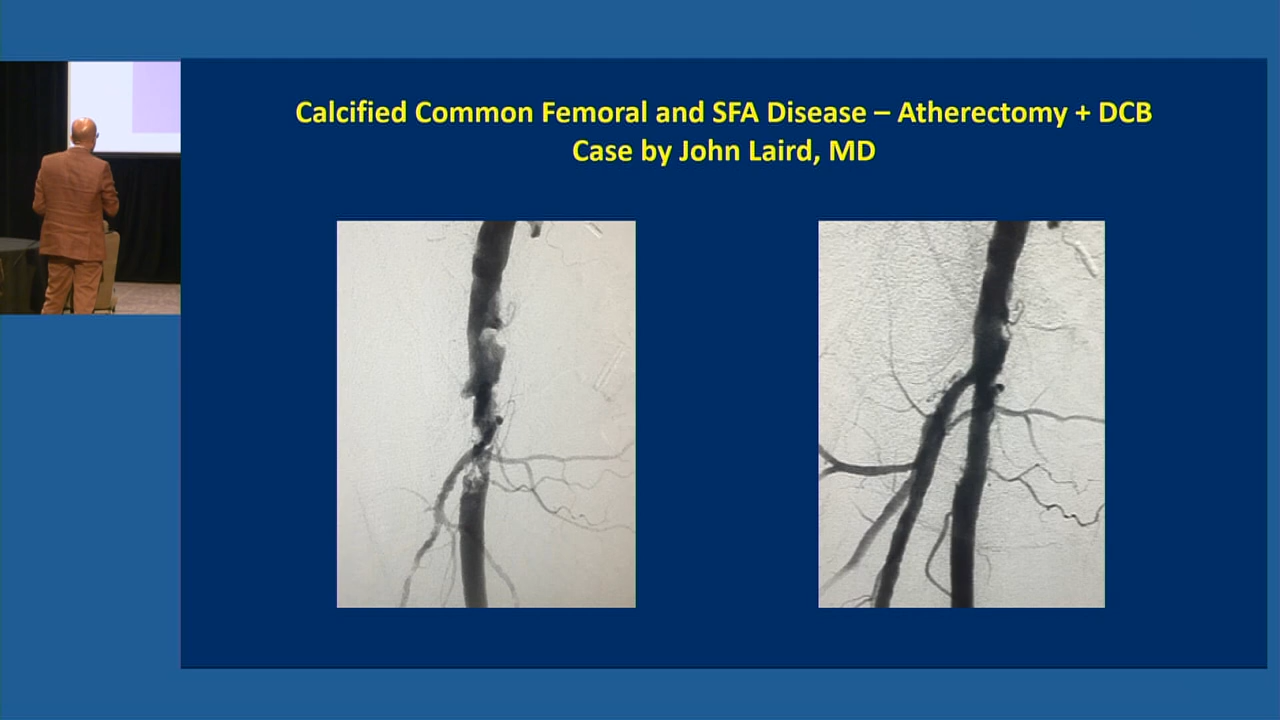 Calcified Common Femoral and SFA Disease – Atherectomy + DCB
Case by John Laird, MD